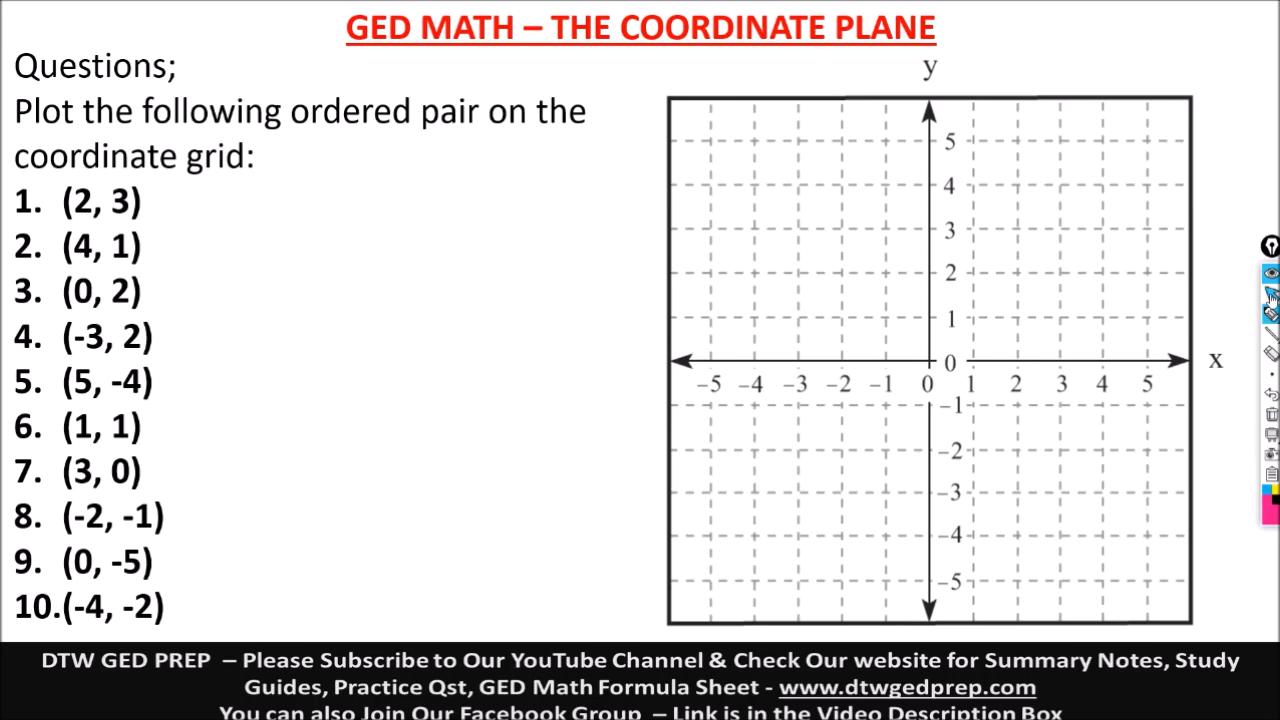 GED MATH – THE COORDINATE PLANE
Questions;
Plot the following ordered pair on the
coordinate grid:
1. (2, 3)
2. (4, 1)
3. (0, 2)
4. (-3, 2)
5. (5, -4)
6. (1, 1)
7. (3, 0)
8. (-2, -1)
9. (0, -5)
10.(-4, -2)
y
5
4
3
2
1
0
x
–5 –4 –3 –2 –1 0 1 2 3 4 5
–1
–2
–3
–4
–5
DTW GED PREP – Please Subscribe to Our YouTube Channel & Check Our website for Summary Notes, Study
Guides, Practice Qst, GED Math Formula Sheet - www.dtwgedprep.com
You can also Join Our Facebook Group – Link is in the Video Description Box